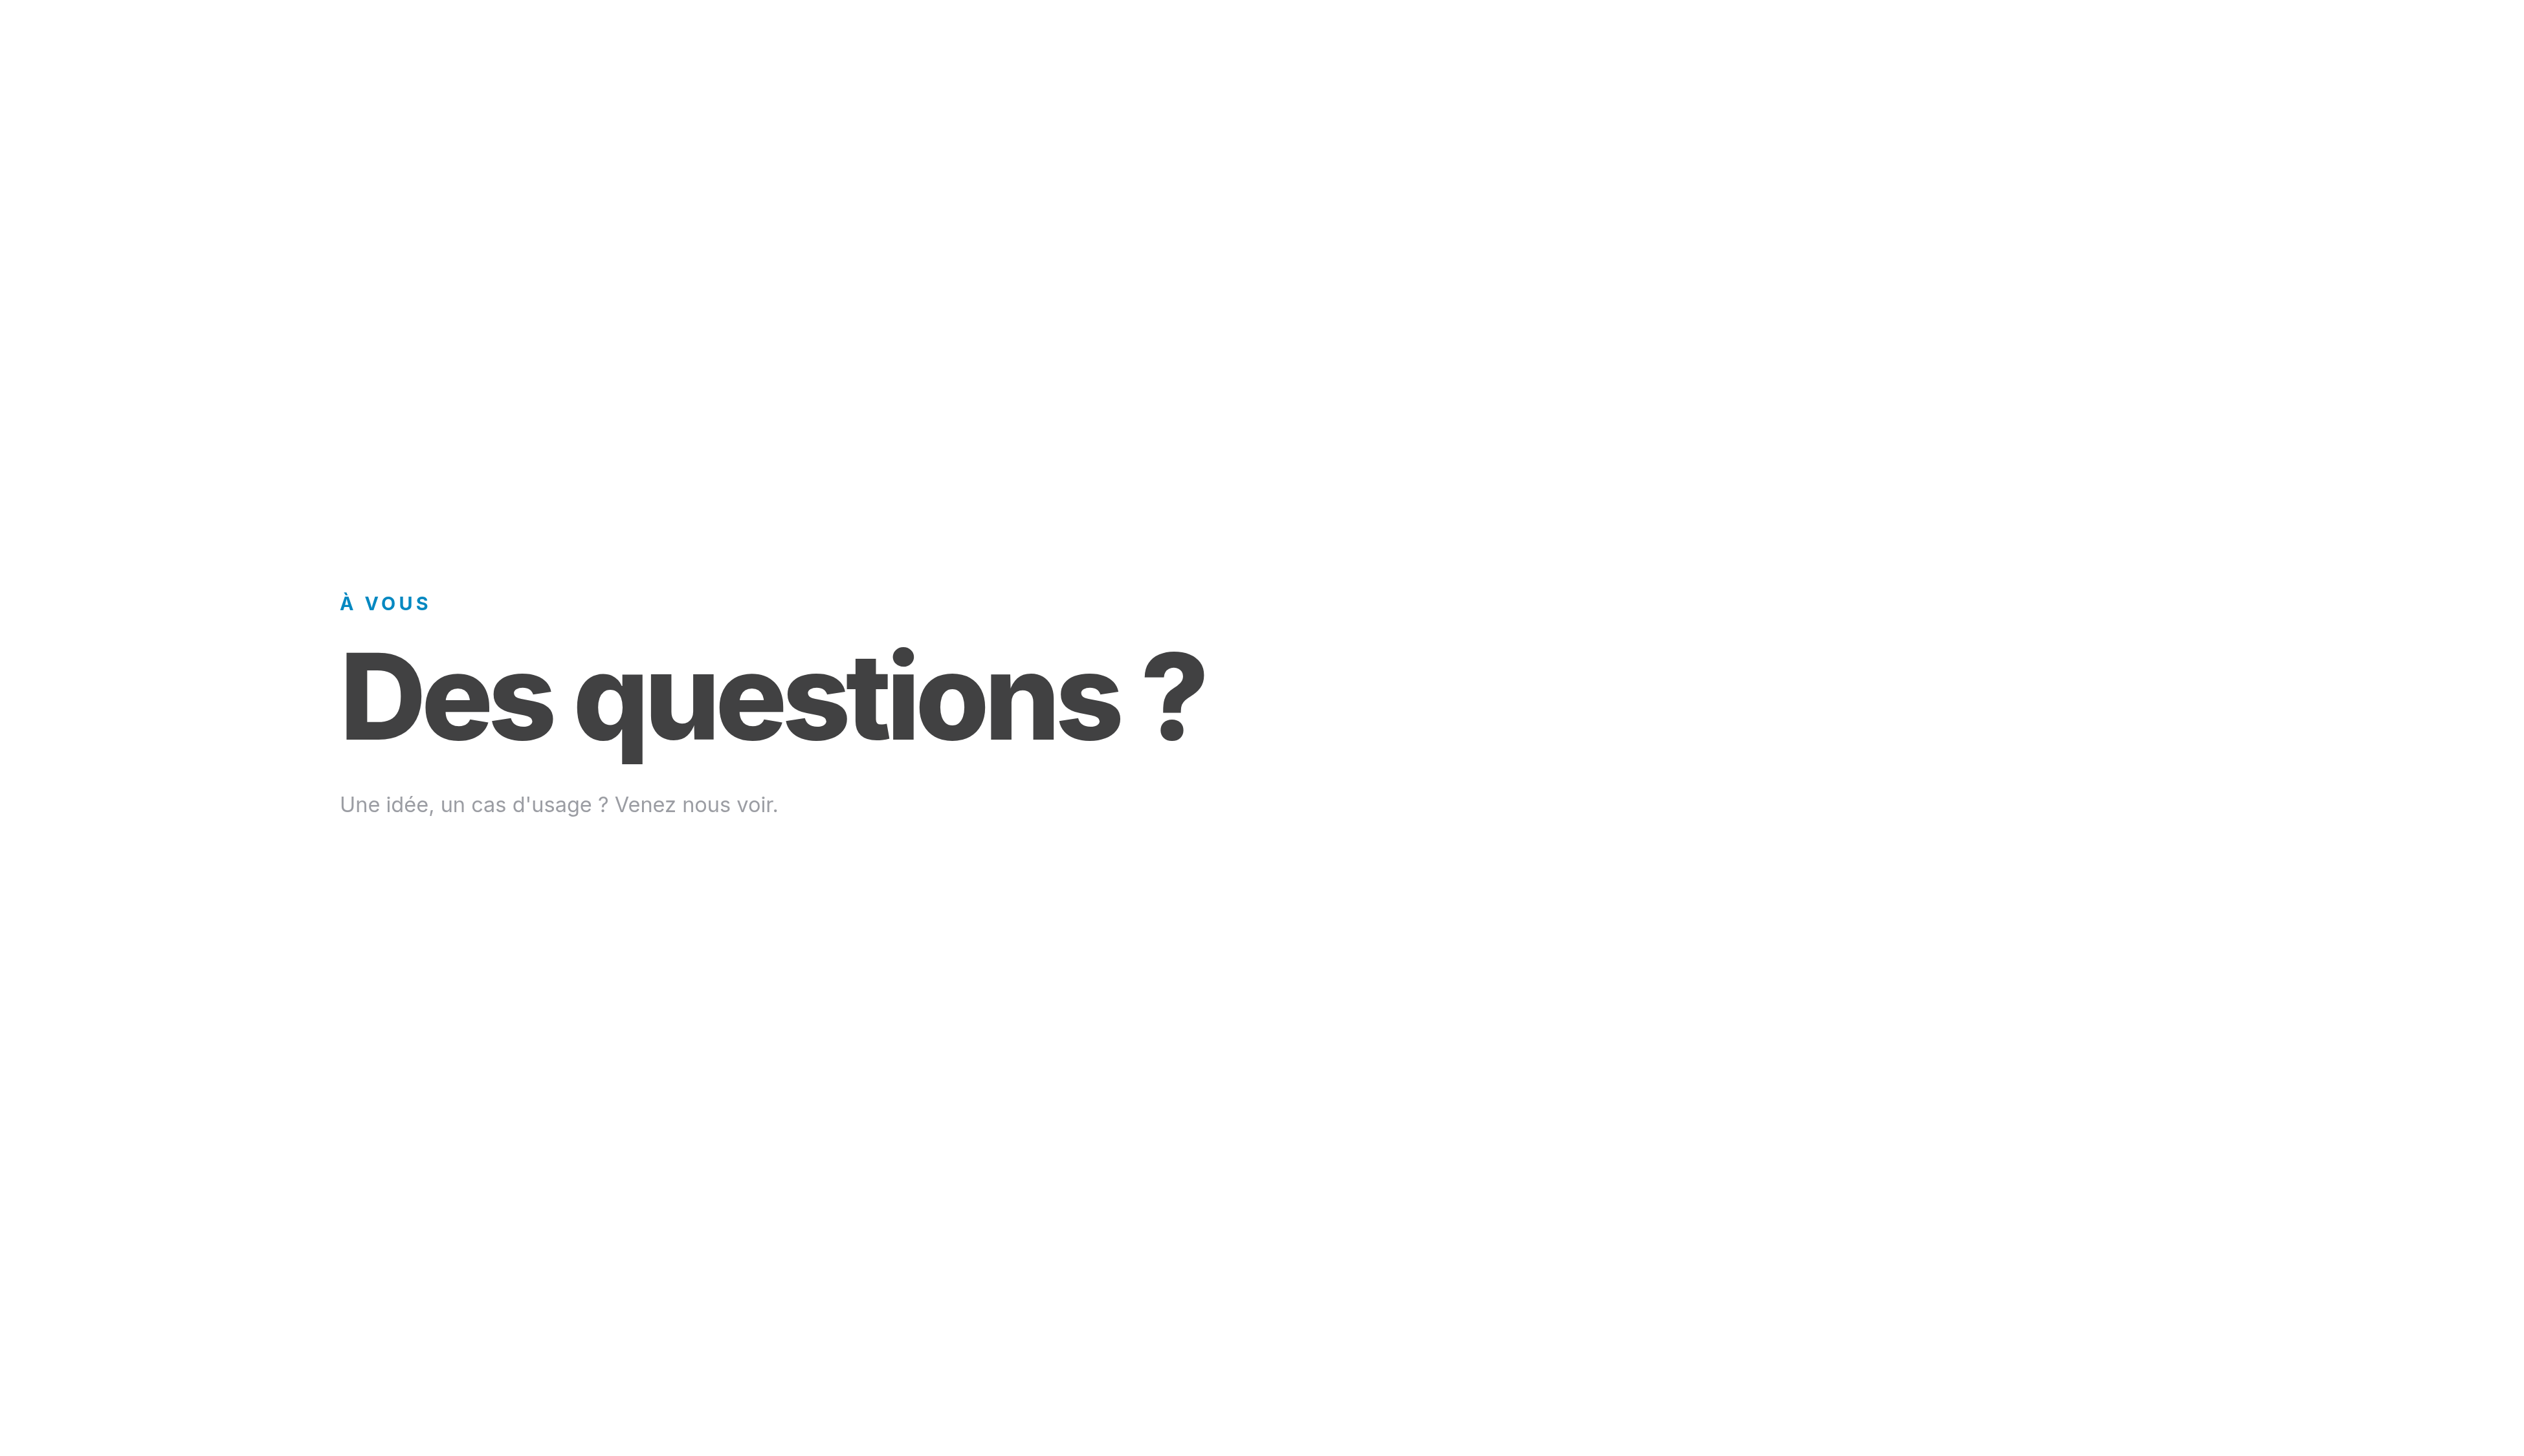 À VOUS
Des questions ?
Une idée, un cas d'usage ? Venez nous voir.